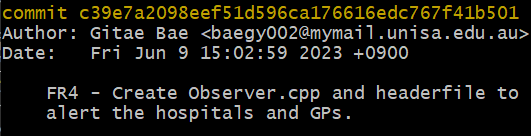 commit c39e7a2098eef51d596ca176616edc767f41b501
Author: Gitae Bae <baegy002@mymail.unisa.edu.au>
Date:   Fri Jun 9 15:02:59 2023 +0900
FR4 - Create Observer.cpp and headerfile to
alert the hospitals and GPs.